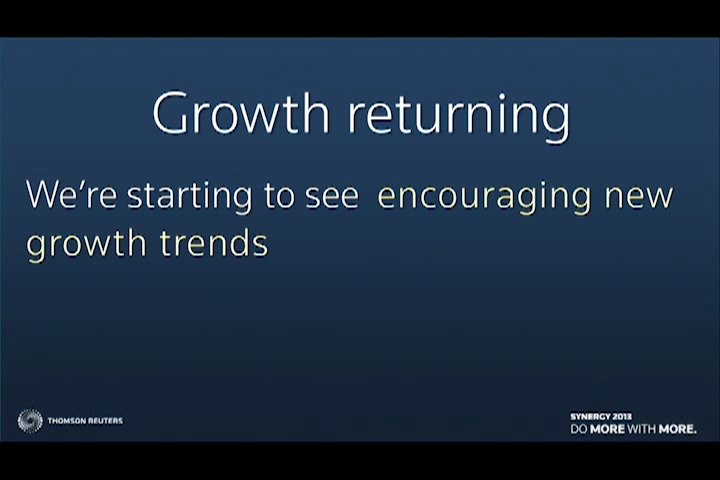 Growth returning
We're starting to see encouraging new
growth trends
THOMSON REUTERS
SYNERGY 2013
DO MORE WITH MORE.